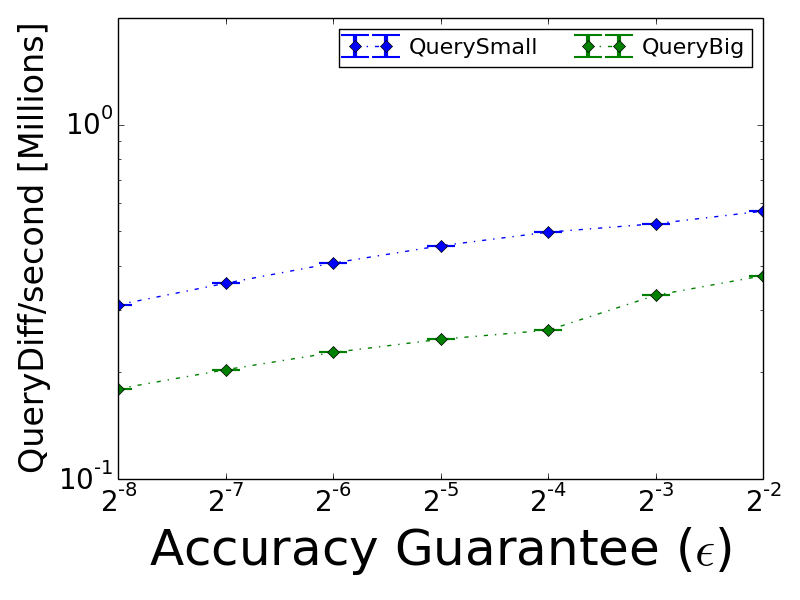 QuerySmall QueryBig
QueryDiff/second [Millions]
10^0
10^-1
2^-8 2^-7 2^-6 2^-5 2^-4 2^-3 2^-2
Accuracy Guarantee (ϵ)